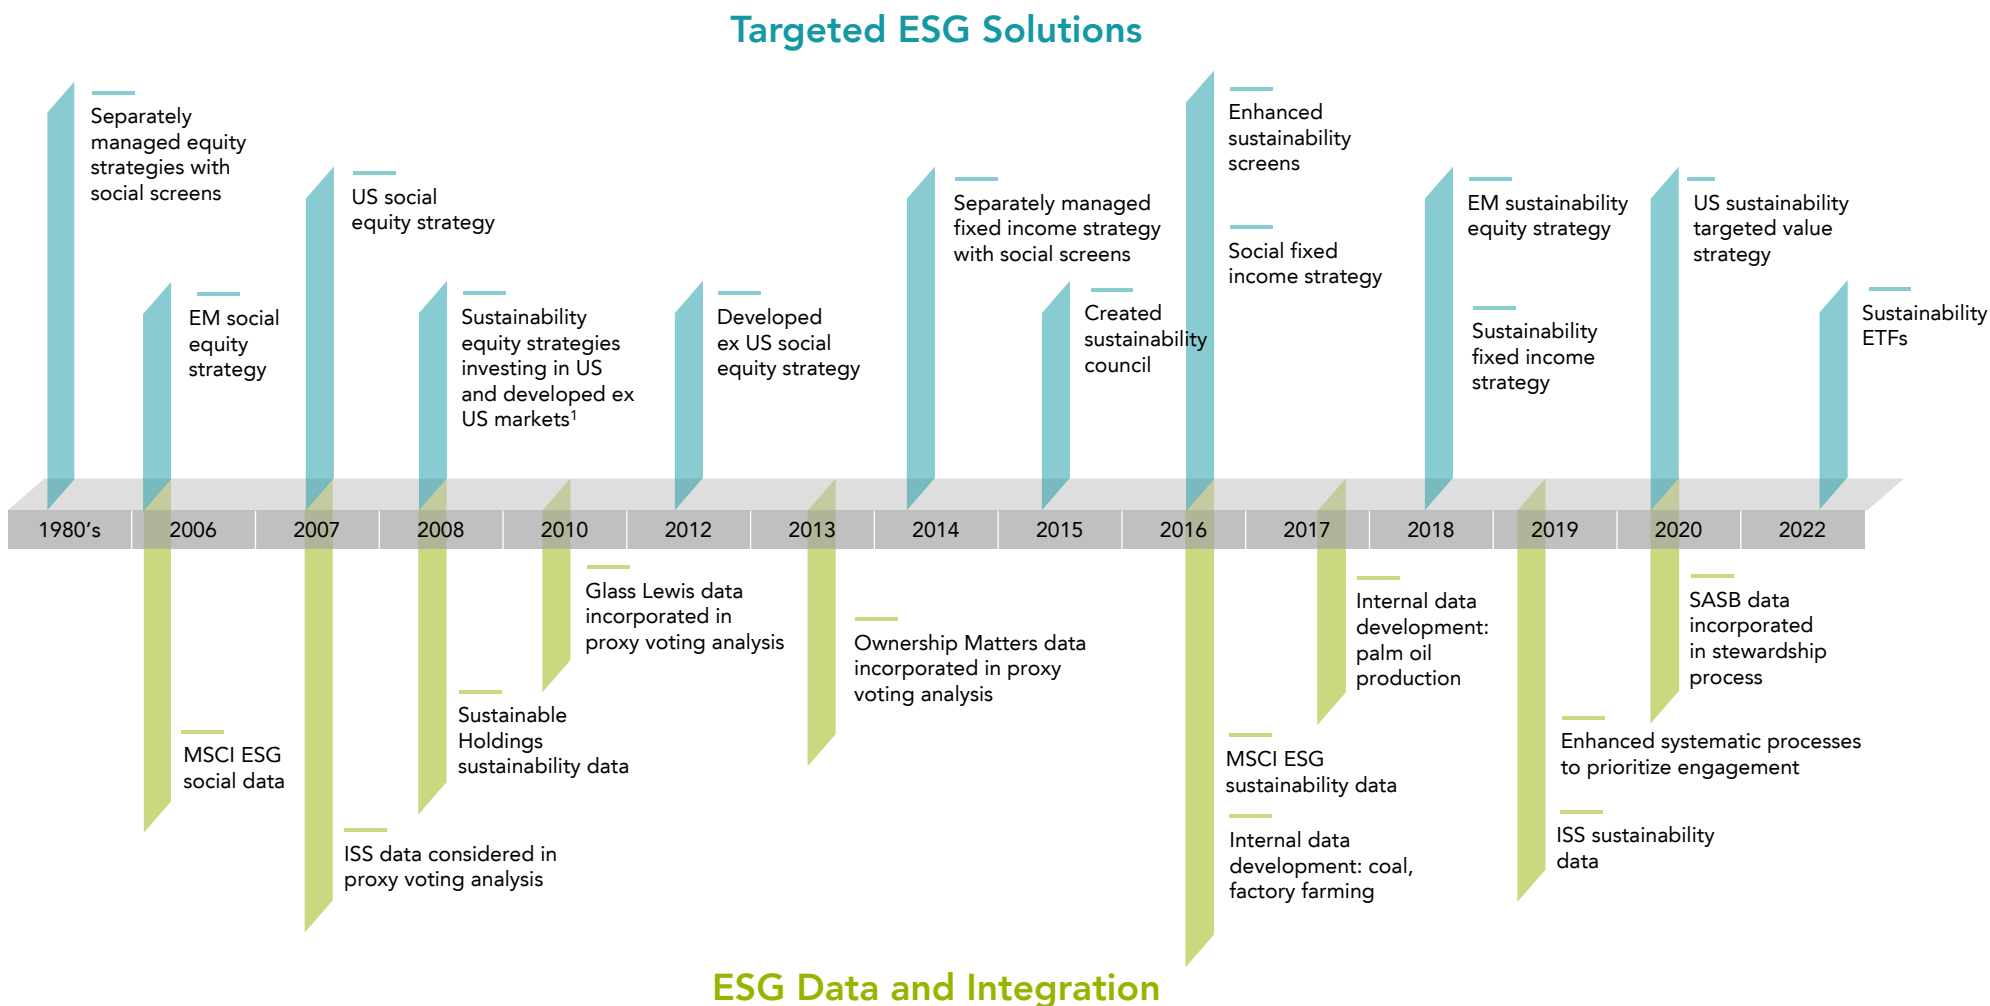 Targeted ESG Solutions
Separately
managed equity
strategies with
social screens
EM social
equity
strategy
US social
equity strategy
Sustainability
equity strategies
investing in US
and developed ex
US markets¹
Developed
ex US social
equity strategy
Separately managed
fixed income strategy
with social screens
Created
sustainability
council
Enhanced
sustainability
screens
Social fixed
income strategy
EM sustainability
equity strategy
Sustainability
fixed income
strategy
US sustainability
targeted value
strategy
Sustainability
ETFs
1980‘s
2006
2007
2008
2010
2012
2013
2014
2015
2016
2017
2018
2019
2020
2022
MSCI ESG
social data
ISS data considered in
proxy voting analysis
Sustainable
Holdings
sustainability data
Glass Lewis data
incorporated in
proxy voting analysis
Ownership Matters data
incorporated in proxy
voting analysis
MSCI ESG
sustainability data
Internal data
development: coal,
factory farming
Internal data
development:
palm oil
production
Enhanced systematic processes
to prioritize engagement
ISS sustainability
data
SASB data
incorporated
in stewardship
process
ESG Data and Integration